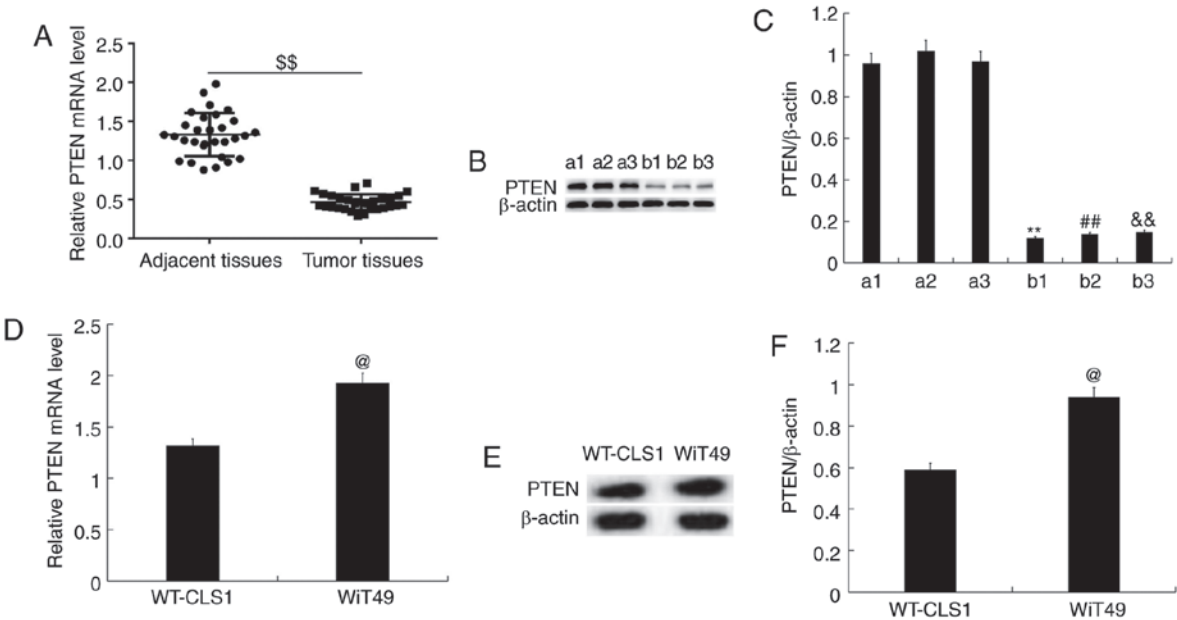 A
Relative PTEN mRNA level
2.5
2.0
1.5
1.0
0.5
0.0
$$
Adjacent tissues Tumor tissues
B
a1 a2 a3 b1 b2 b3
PTEN
β-actin
C
PTEN/β-actin
1.2
1
0.8
0.6
0.4
0.2
0
** ## &&
a1 a2 a3 b1 b2 b3
D
Relative PTEN mRNA level
2.5
2
1.5
1
0.5
0
@
WT-CLS1 WiT49
E
WT-CLS1 WiT49
PTEN
β-actin
F
PTEN/β-actin
1.2
1
0.8
0.6
0.4
0.2
0
@
WT-CLS1 WiT49